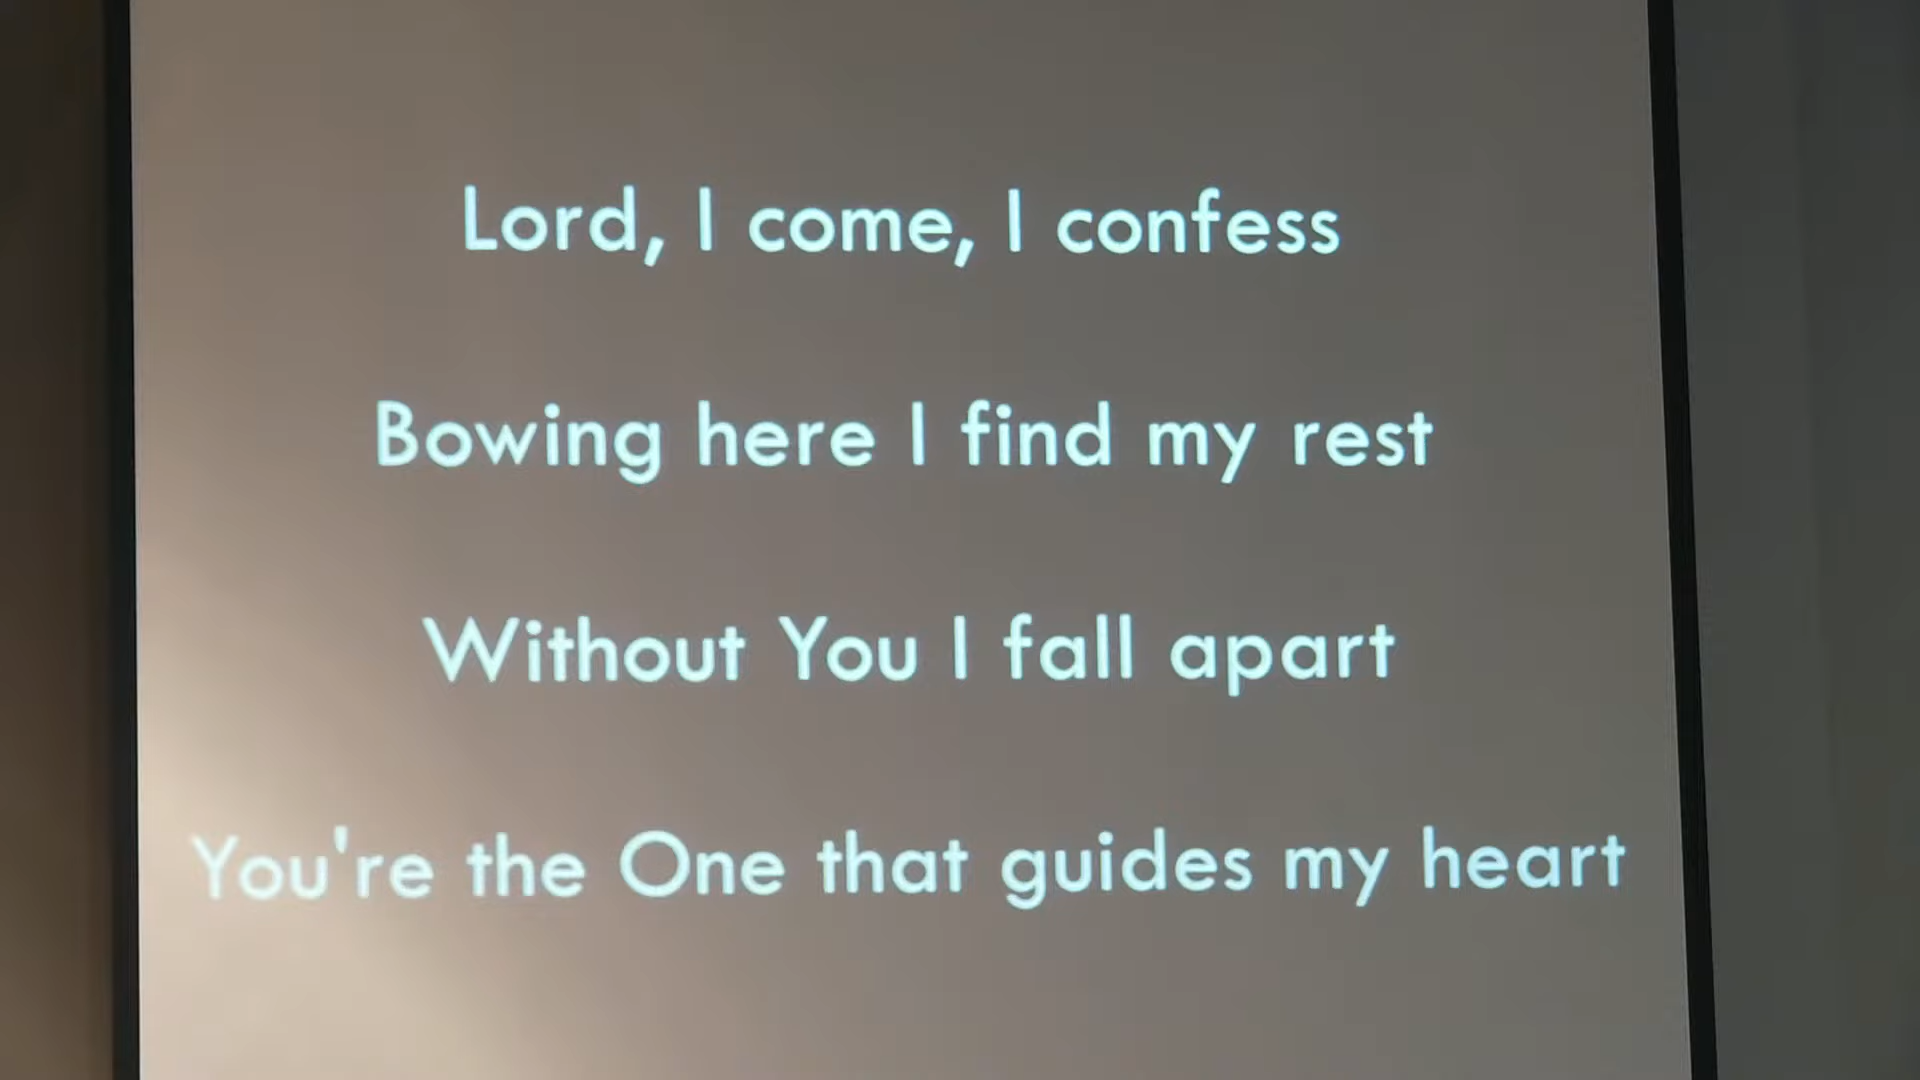 Lord, I come, I confess
Bowing here I find my rest
Without You I fall apart
You're the One that guides my heart